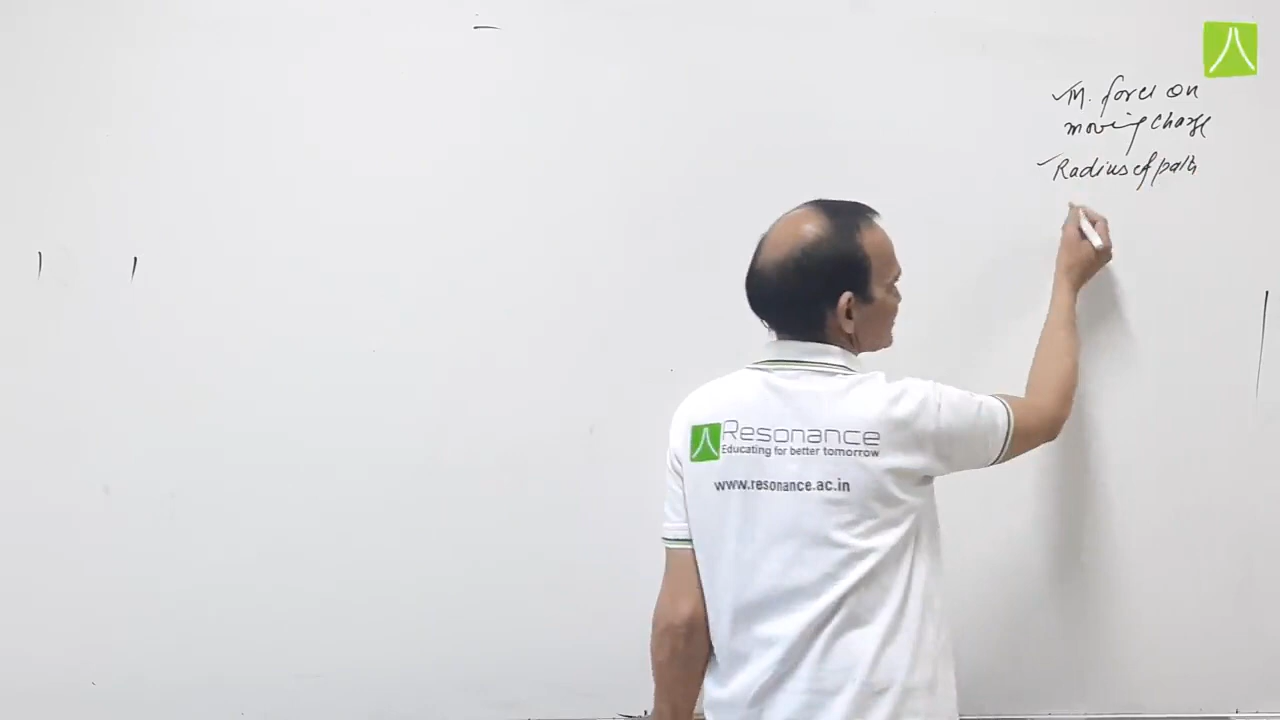 M. force on
moving charge
Radius of path
Resonance
Educating for better tomorrow
www.resonance.ac.in